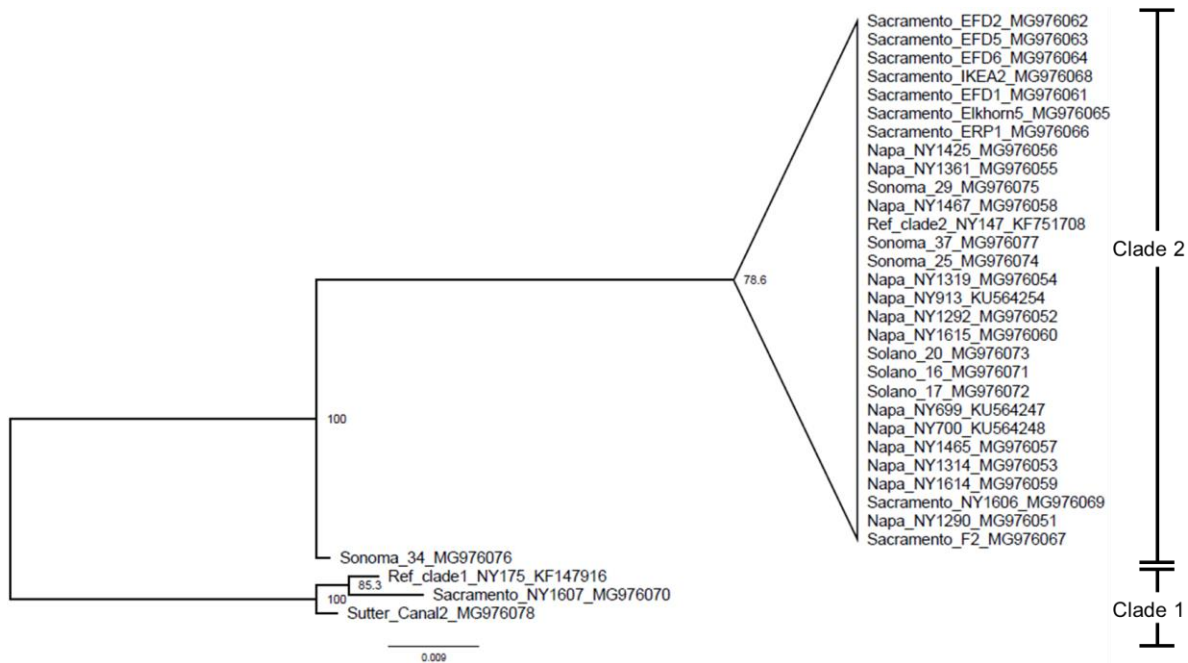 Sacramento_EFD2_MG976062
Sacramento_EFD5_MG976063
Sacramento_EFD6_MG976064
Sacramento_IKEA2_MG976068
Sacramento_EFD1_MG976061
Sacramento_Elkhorn5_MG976065
Sacramento_ERP1_MG976066
Napa_NY1425_MG976056
Napa_NY1361_MG976055
Sonoma_29_MG976075
Napa_NY1467_MG976058
Ref_clade2_NY147_KF751708
Sonoma_37_MG976077
Sonoma_25_MG976074
Napa_NY1319_MG976054
Napa_NY913_KU564254
Napa_NY1292_MG976052
Napa_NY1615_MG976060
Solano_20_MG976073
Solano_16_MG976071
Solano_17_MG976072
Napa_NY699_KU564247
Napa_NY700_KU564248
Napa_NY1465_MG976057
Napa_NY1314_MG976053
Napa_NY1614_MG976059
Sacramento_NY1606_MG976069
Napa_NY1290_MG976051
Sacramento_F2_MG976067
Clade 2
78.6
100
Sonoma_34_MG976076
Ref_clade1_NY175_KF147916
85.3
Sacramento_NY1607_MG976070
100
Sutter_Canal2_MG976078
Clade 1
0.009